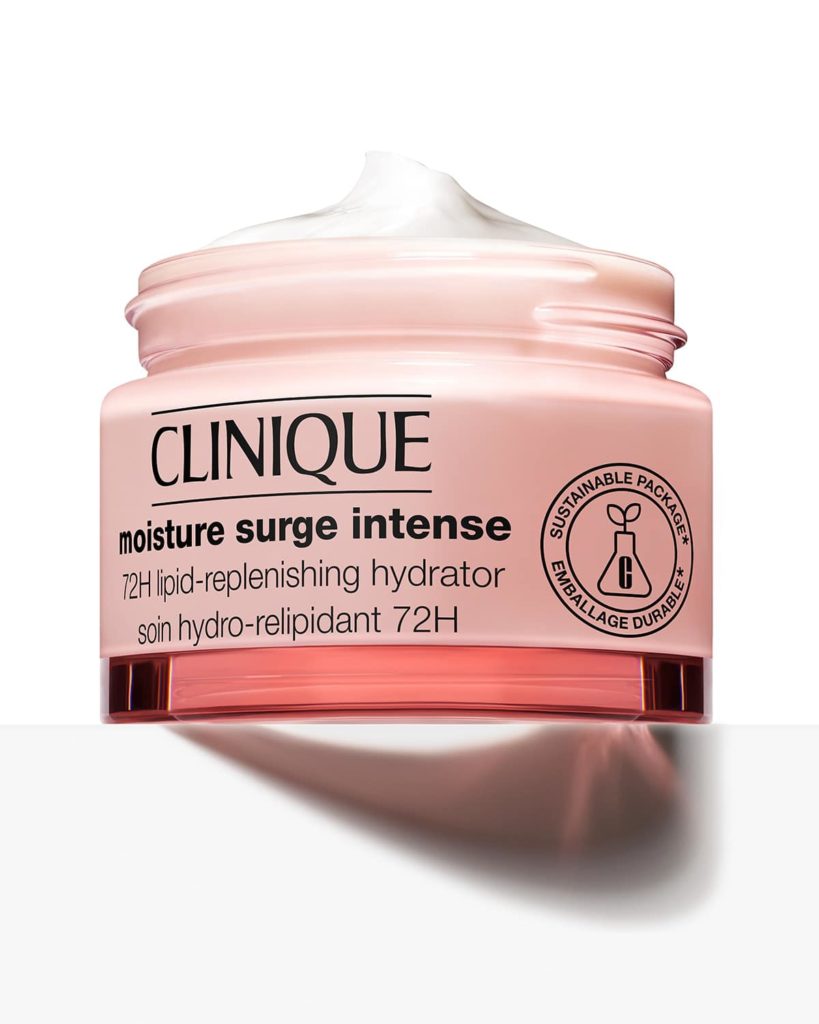 CLINIQUE
moisture surge intense
72H lipid-replenishing hydrator
soin hydro-relipidant 72H
SUSTAINABLE PACKAGE*
C
EMBALLAGE DURABLE*